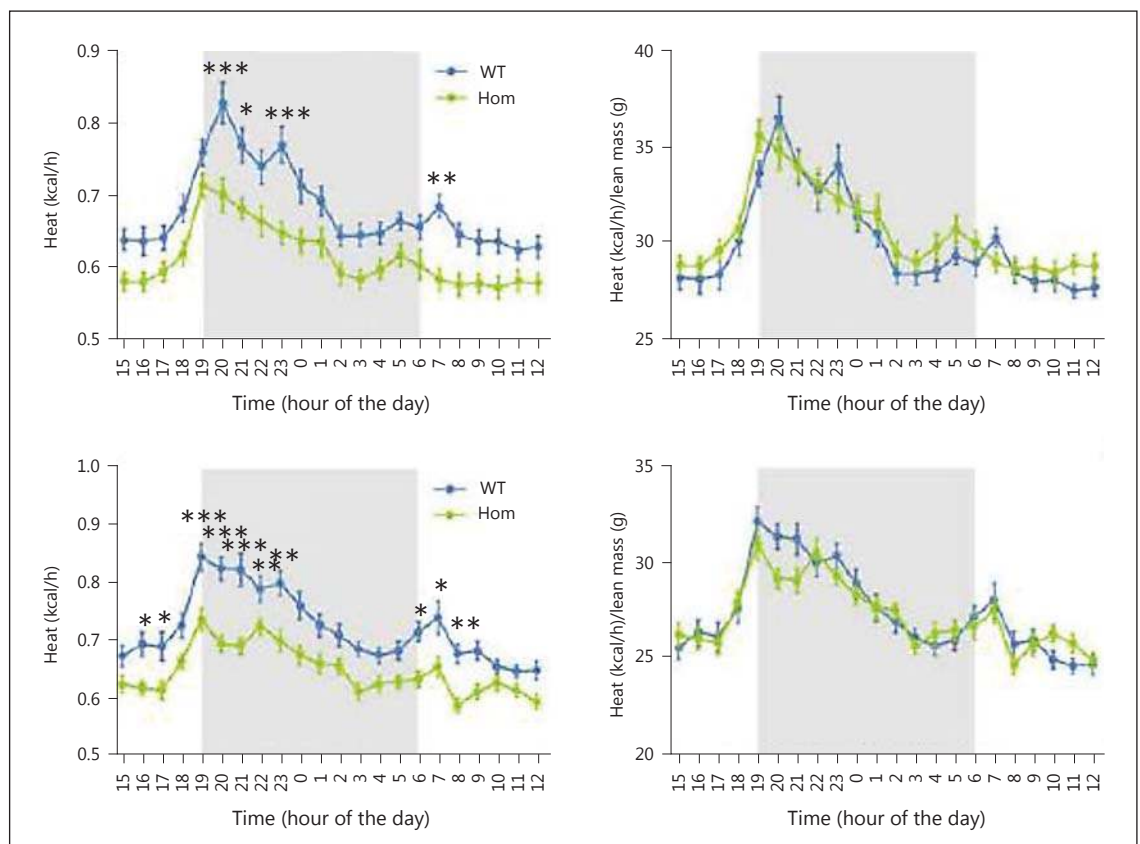 0.9
0.8
0.7
0.6
0.5
Heat (kcal/h)
***
*
***
**
WT
Hom
15 16 17 18 19 20 21 22 23 0 1 2 3 4 5 6 7 8 9 10 11 12
Time (hour of the day)
40
35
30
25
Heat (kcal/h)/lean mass (g)
15 16 17 18 19 20 21 22 23 0 1 2 3 4 5 6 7 8 9 10 11 12
Time (hour of the day)
1.0
0.9
0.8
0.7
0.6
0.5
Heat (kcal/h)
* *
***
***
***
**
**
*
*
**
WT
Hom
15 16 17 18 19 20 21 22 23 0 1 2 3 4 5 6 7 8 9 10 11 12
Time (hour of the day)
35
30
25
20
Heat (kcal/h)/lean mass (g)
15 16 17 18 19 20 21 22 23 0 1 2 3 4 5 6 7 8 9 10 11 12
Time (hour of the day)